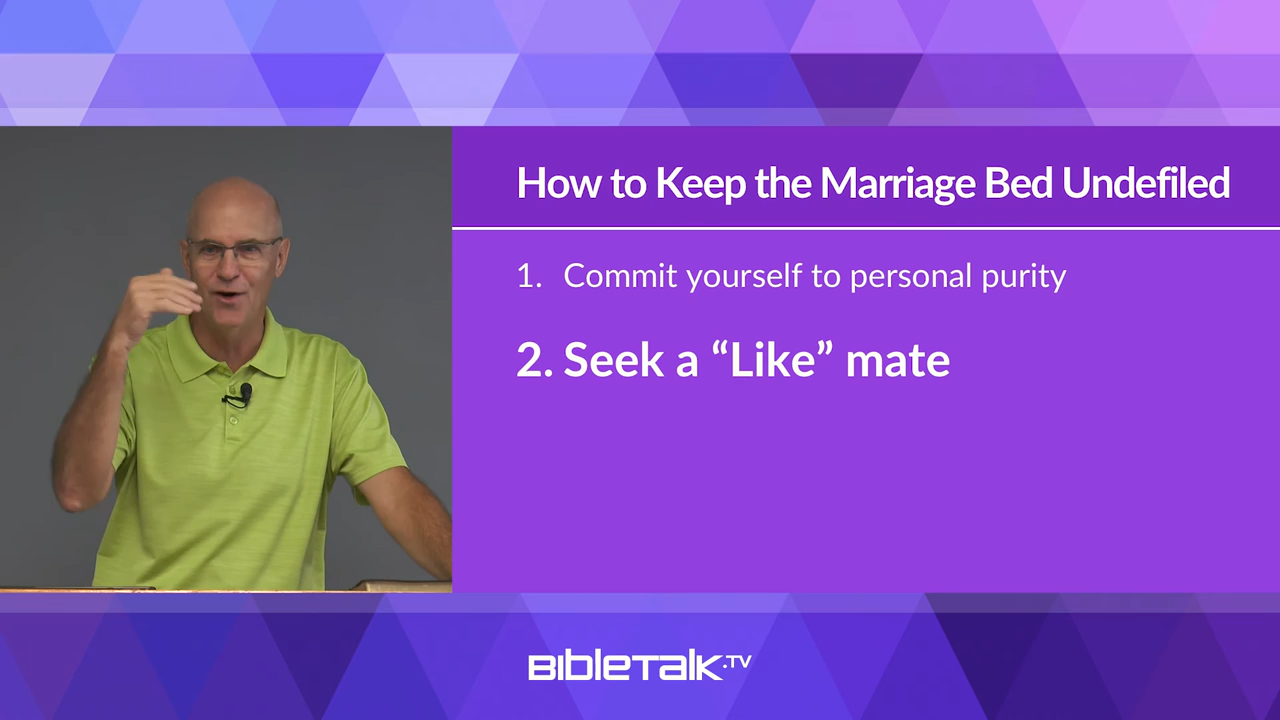 How to Keep the Marriage Bed Undefiled
1. Commit yourself to personal purity
2. Seek a “Like” mate
BIBLETALK.TV